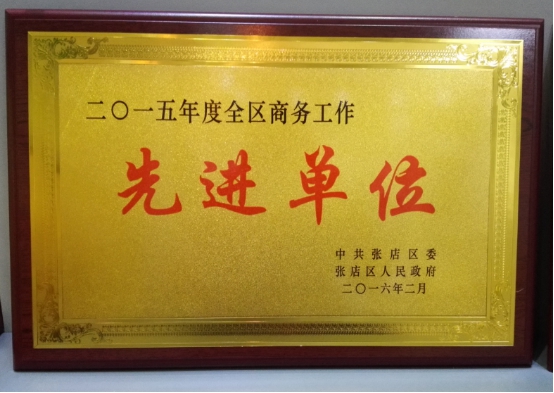 二〇一五年度全区商务工作
先进单位
中共张店区委
张店区人民政府
二〇一六年二月